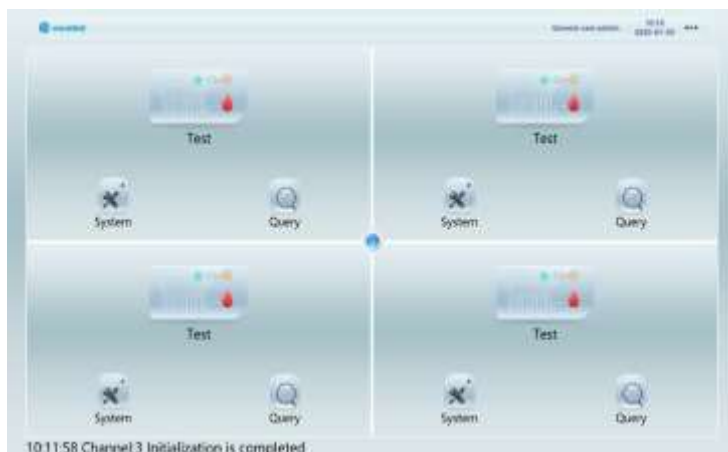 Test
Test
System Query System Query
Test
Test
System Query System Query
10:11:58 Channel 3 Initialization is completed